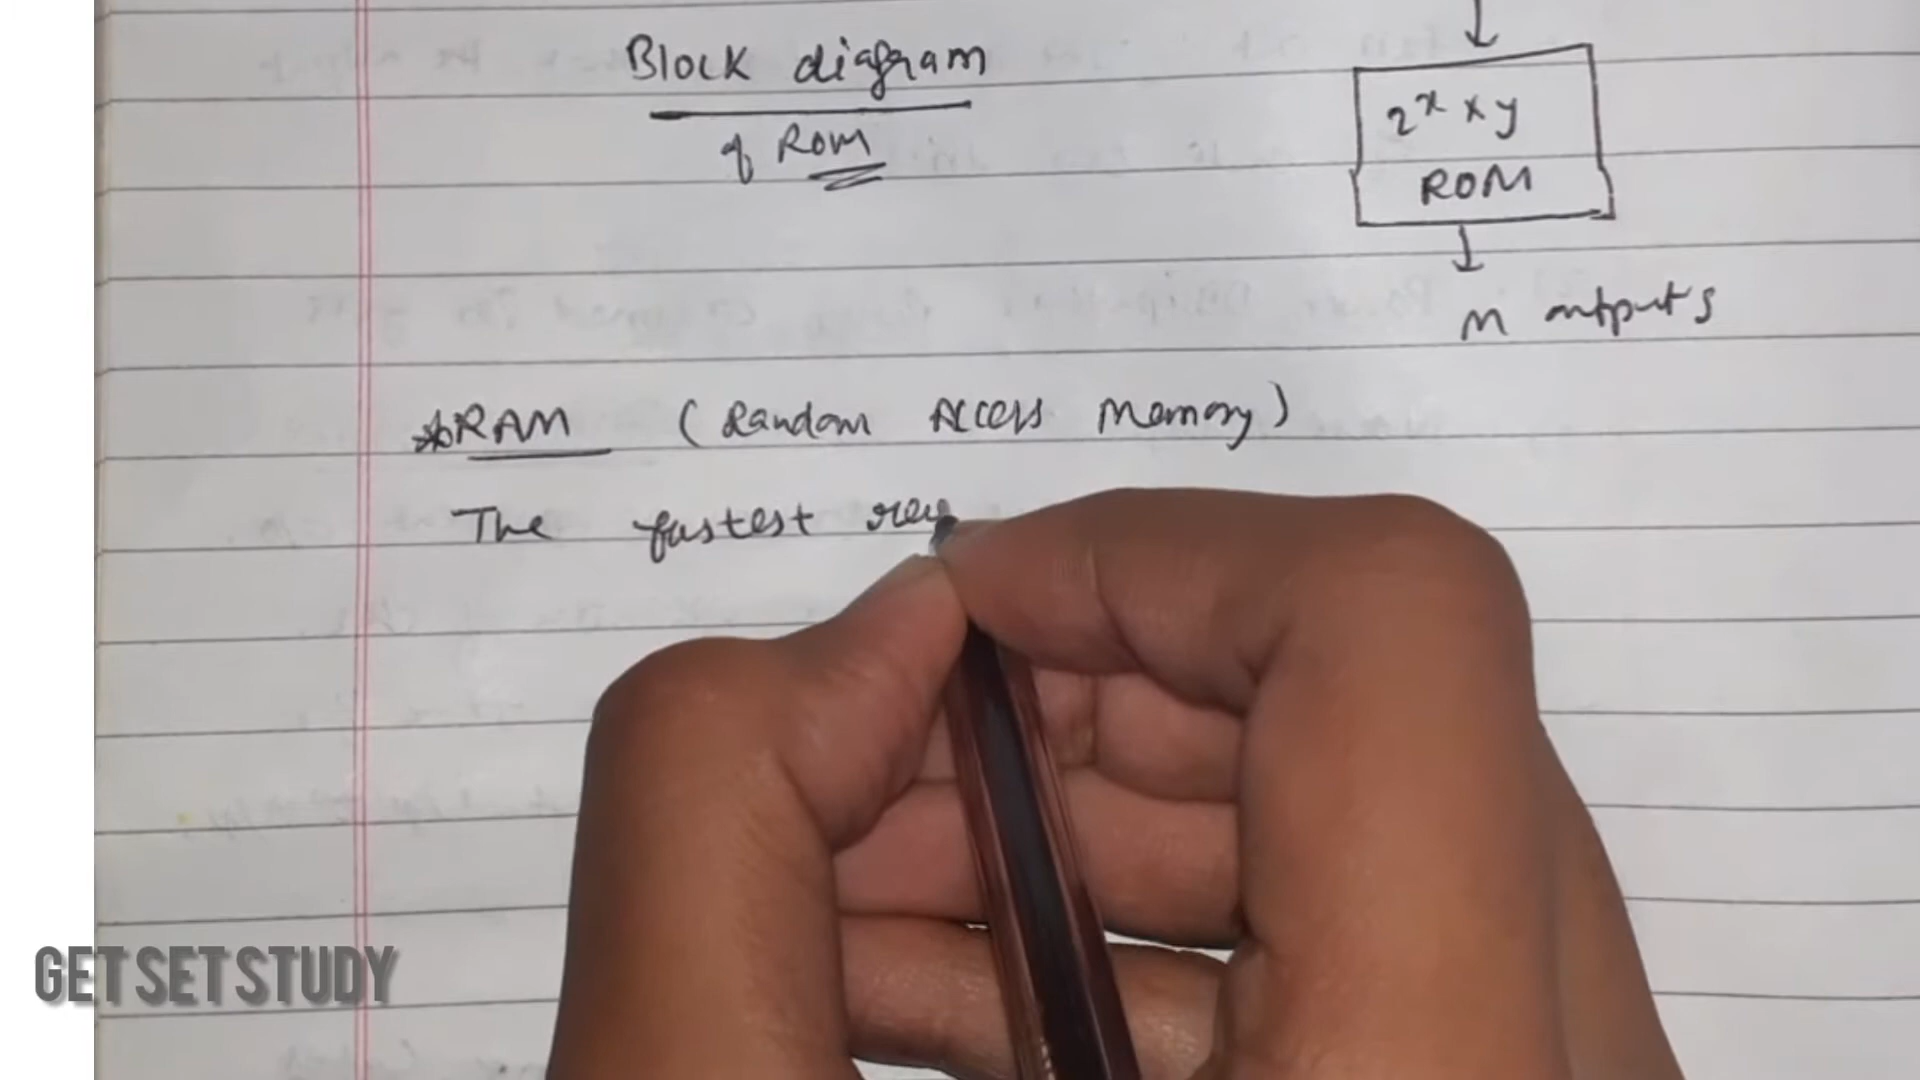 Block diagram
of ROM
2^x x y
ROM
M outputs
RAM (Random Access Memory)
The fastest
GET SET STUDY